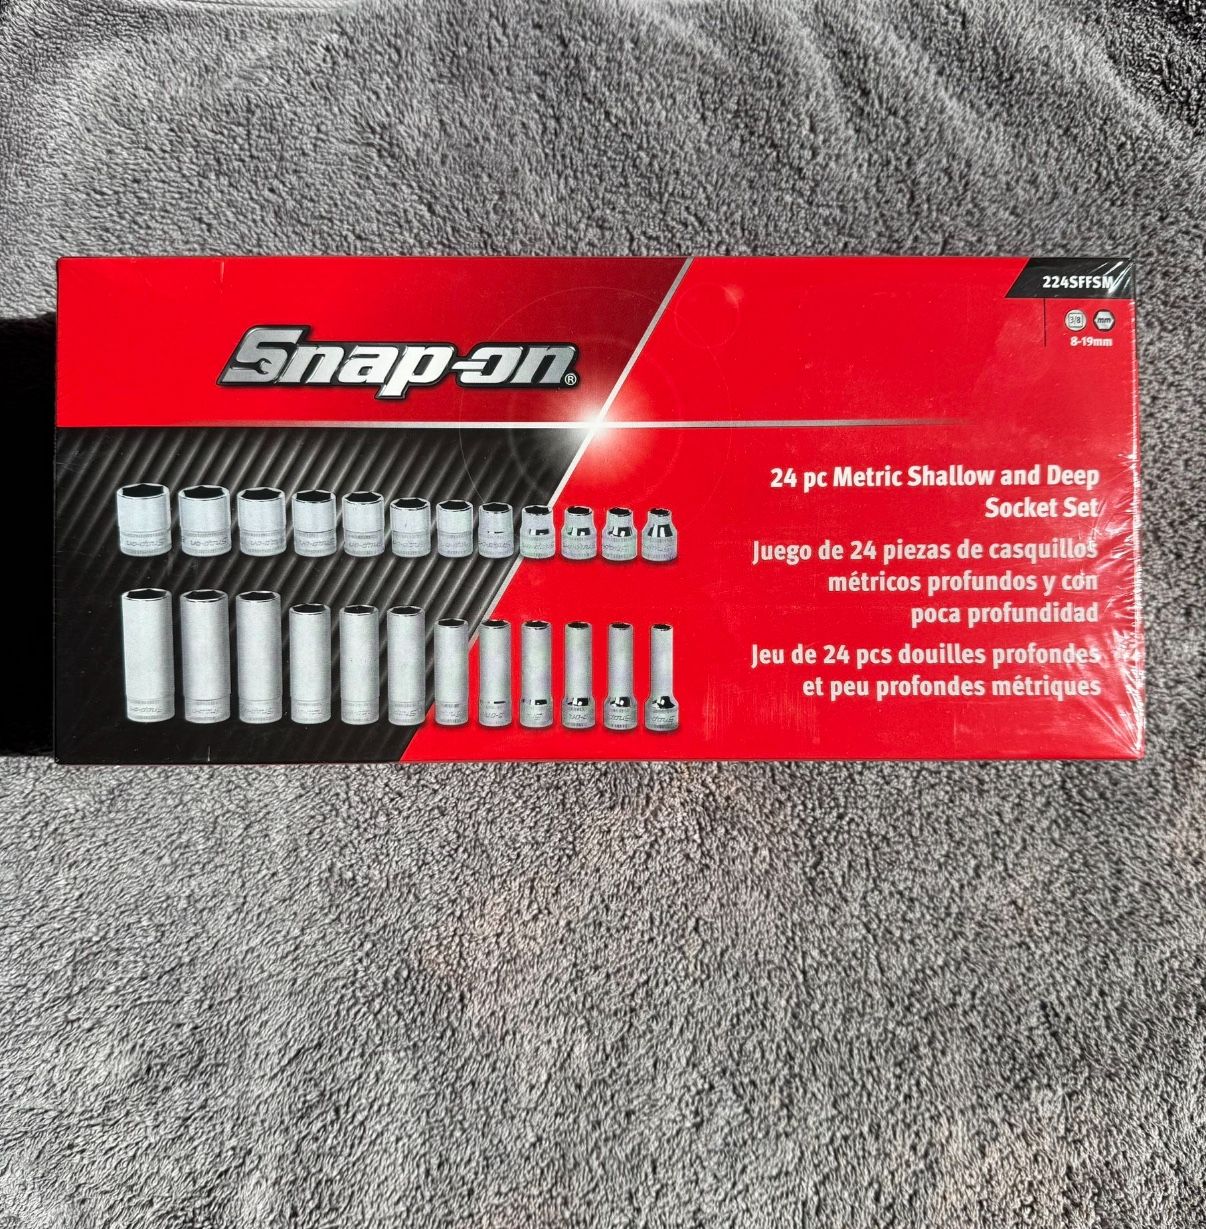 224SFFSM
3/8 mm
8-19mm
Snap-on®
24 pc Metric Shallow and Deep
Socket Set
Juego de 24 piezas de casquillos
métricos profundos y con
poca profundidad
Jeu de 24 pcs douilles profondes
et peu profondes métriques